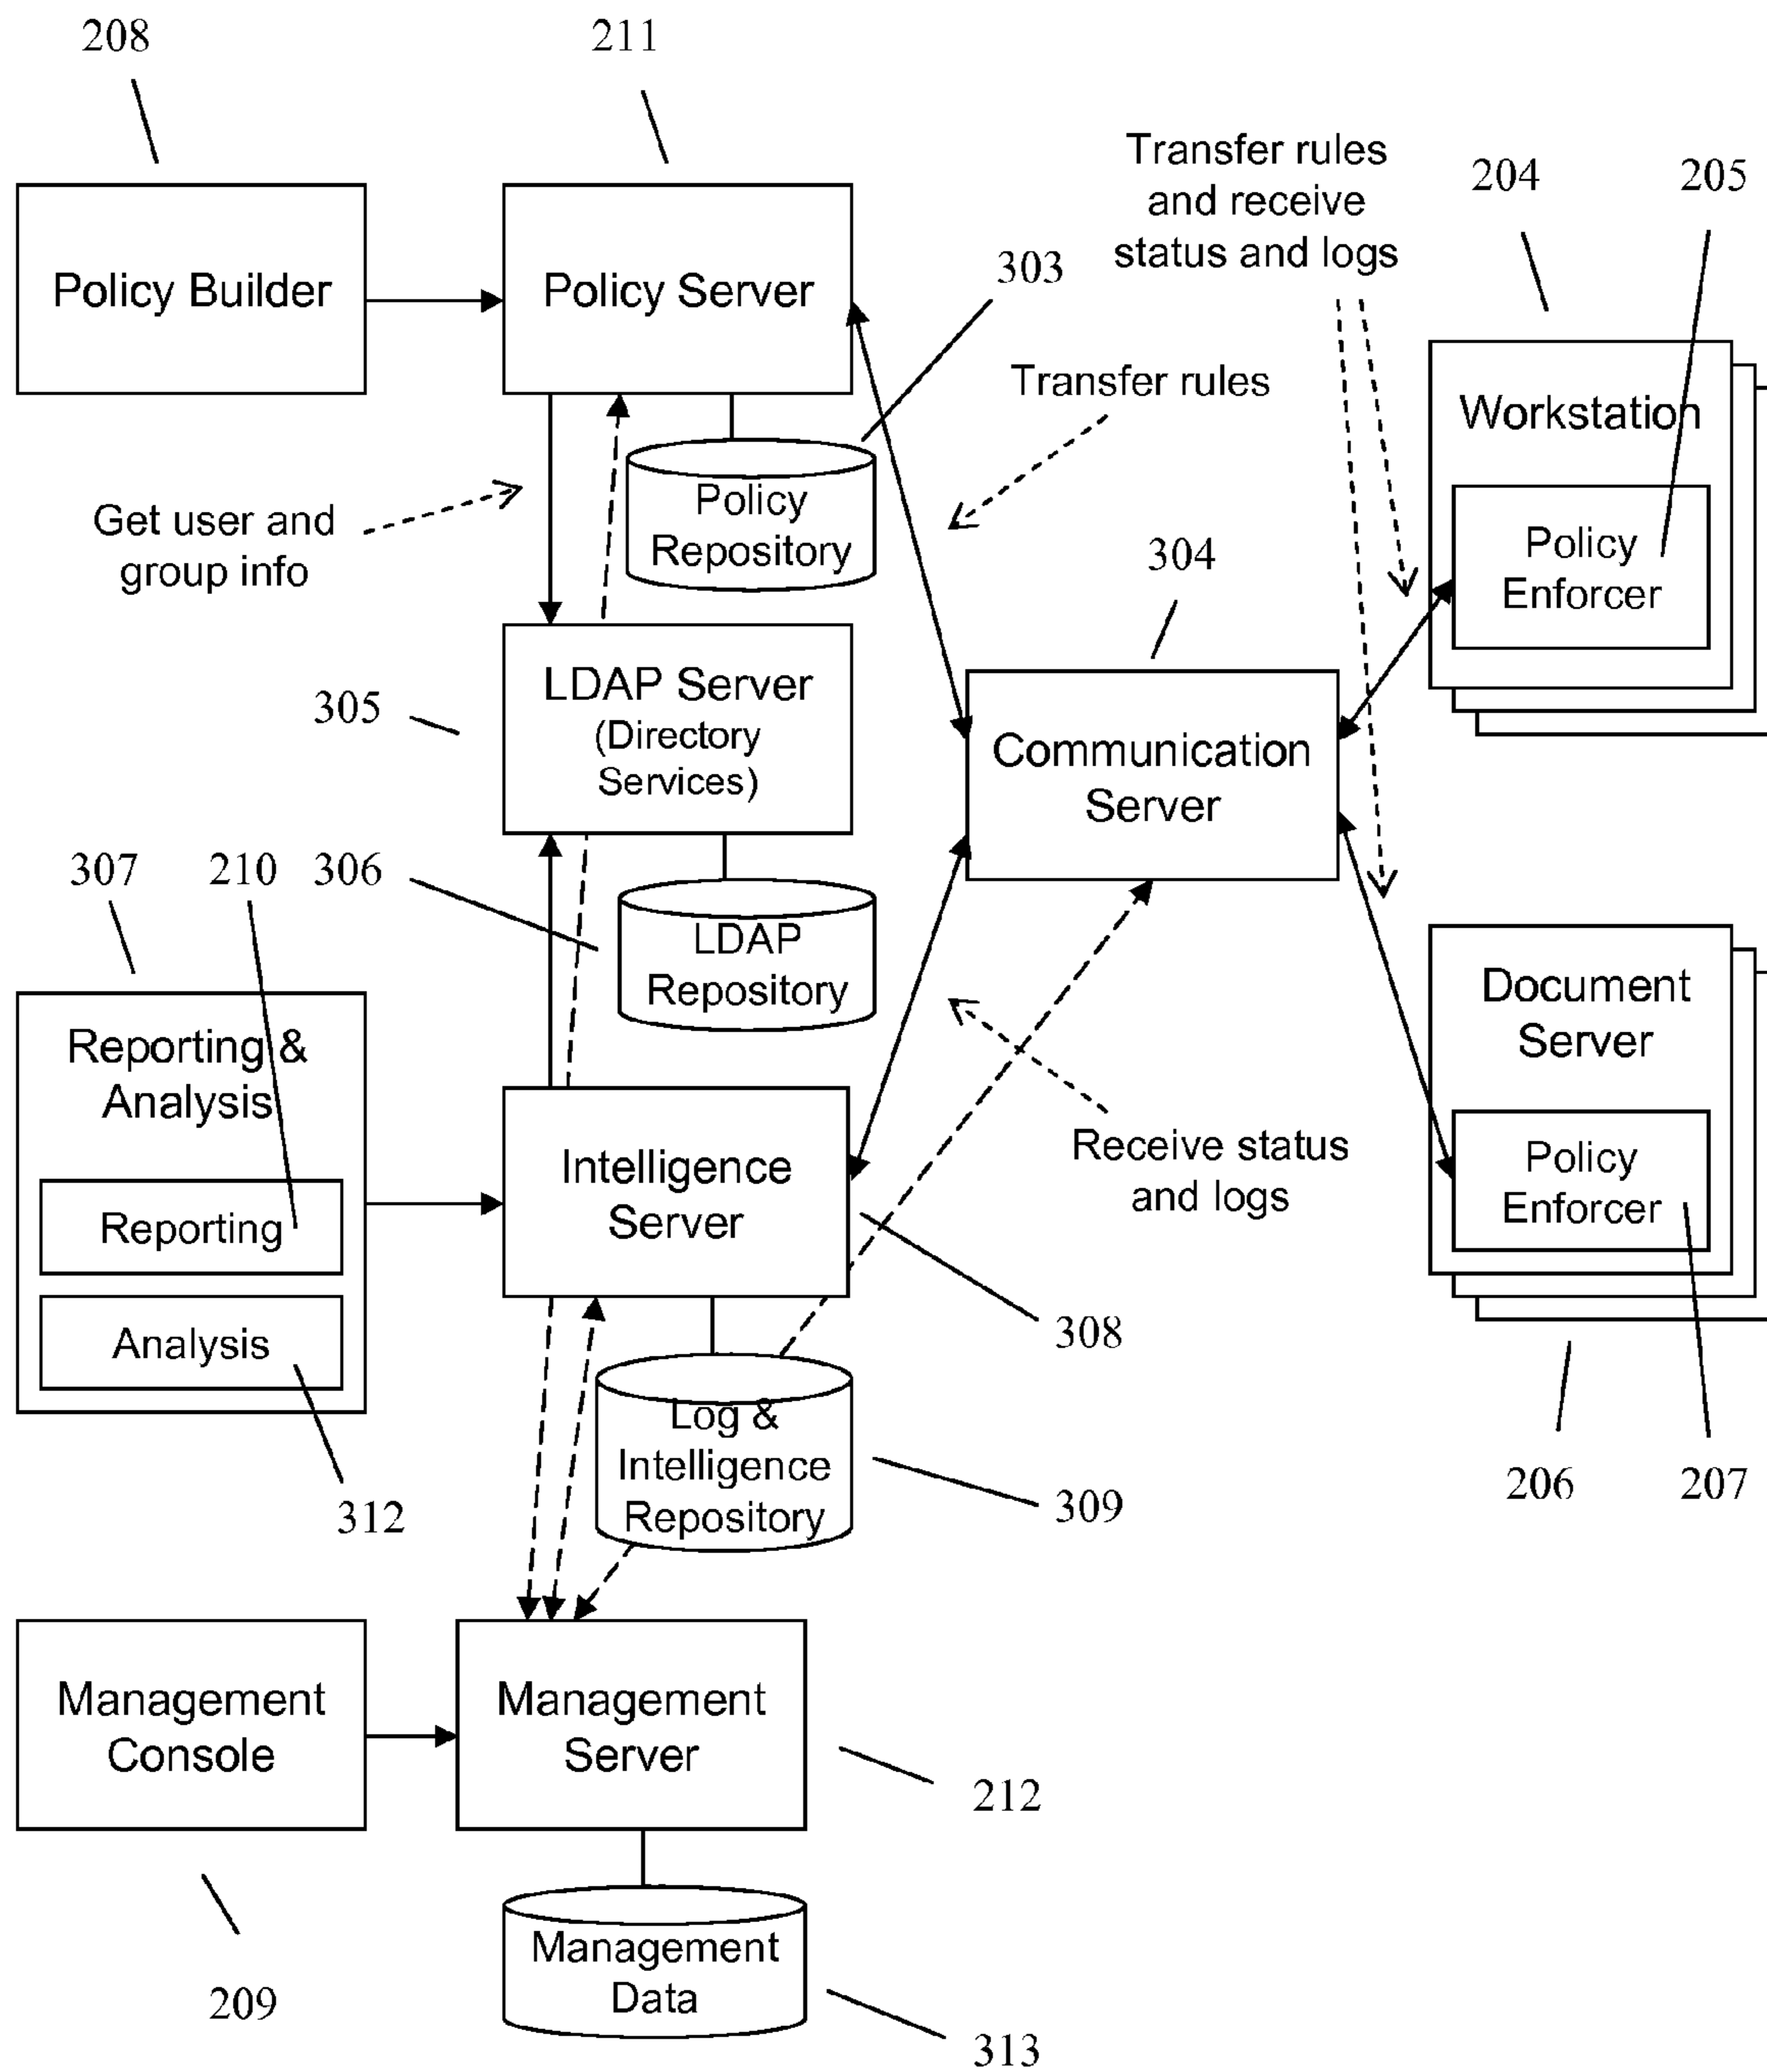 208
211
Transfer rules
and receive
status and logs
204
205
Policy Builder
Policy Server
303
Transfer rules
Workstation
Get user and
group info
Policy
Repository
304
Policy
Enforcer
305
LDAP Server
(Directory
Services)
Communication
Server
307
210
306
LDAP
Repository
Document
Server
Reporting &
Analysis
Intelligence
Server
Receive status
and logs
Policy
Enforcer
Reporting
Analysis
308
312
Log &
Intelligence
Repository
309
206
207
Management
Console
Management
Server
212
209
Management
Data
313